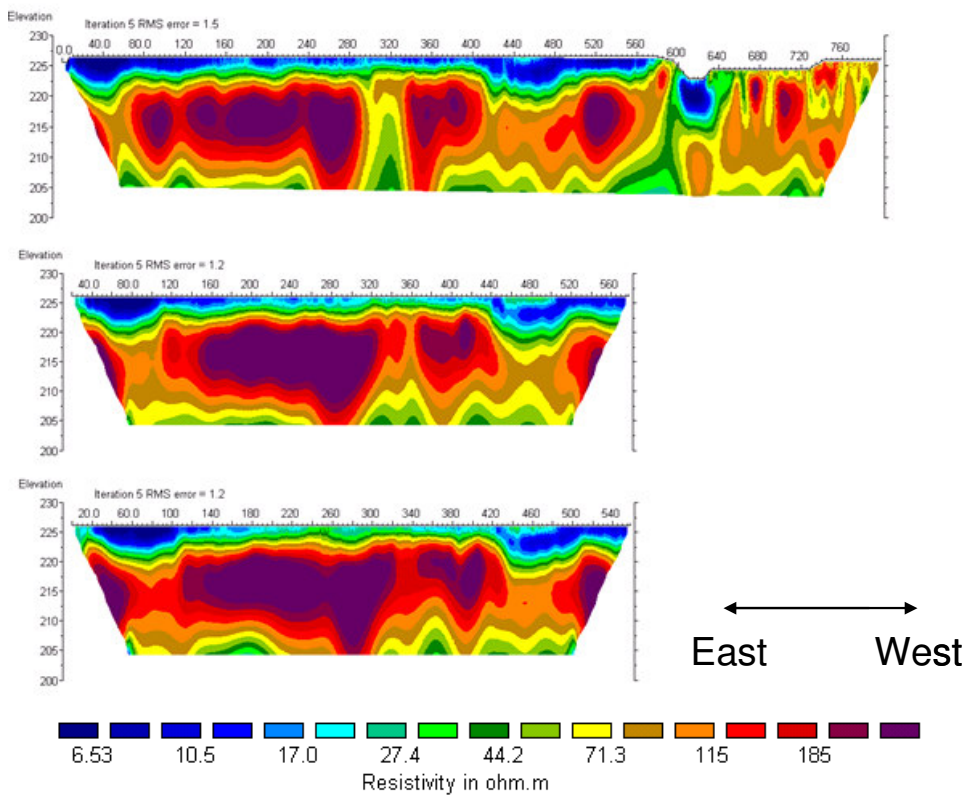 Elevation
Iteration 5 RMS error = 1.5
230
0.0 40.0 80.0 120 160 200 240 280 320 360 400 440 480 520 560 600 640 680 720 760
225
220
215
210
205
200
Elevation
Iteration 5 RMS error = 1.2
230
40.0 80.0 120 160 200 240 280 320 360 400 440 480 520 560
225
220
215
210
205
200
Elevation
Iteration 5 RMS error = 1.2
230
20.0 60.0 100 140 180 220 260 300 340 380 420 460 500 540
225
220
215
210
205
200
East West
6.53 10.5 17.0 27.4 44.2 71.3 115 185
Resistivity in ohm.m